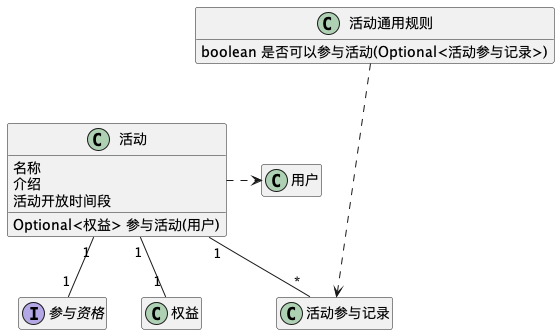 C 活动通用规则
boolean 是否可以参与活动(Optional<活动参与记录>)
C 活动
名称
介绍
活动开放时间段
Optional<权益> 参与活动(用户)
C 用户
1
1
1
1
1
*
I 参与资格
C 权益
C 活动参与记录